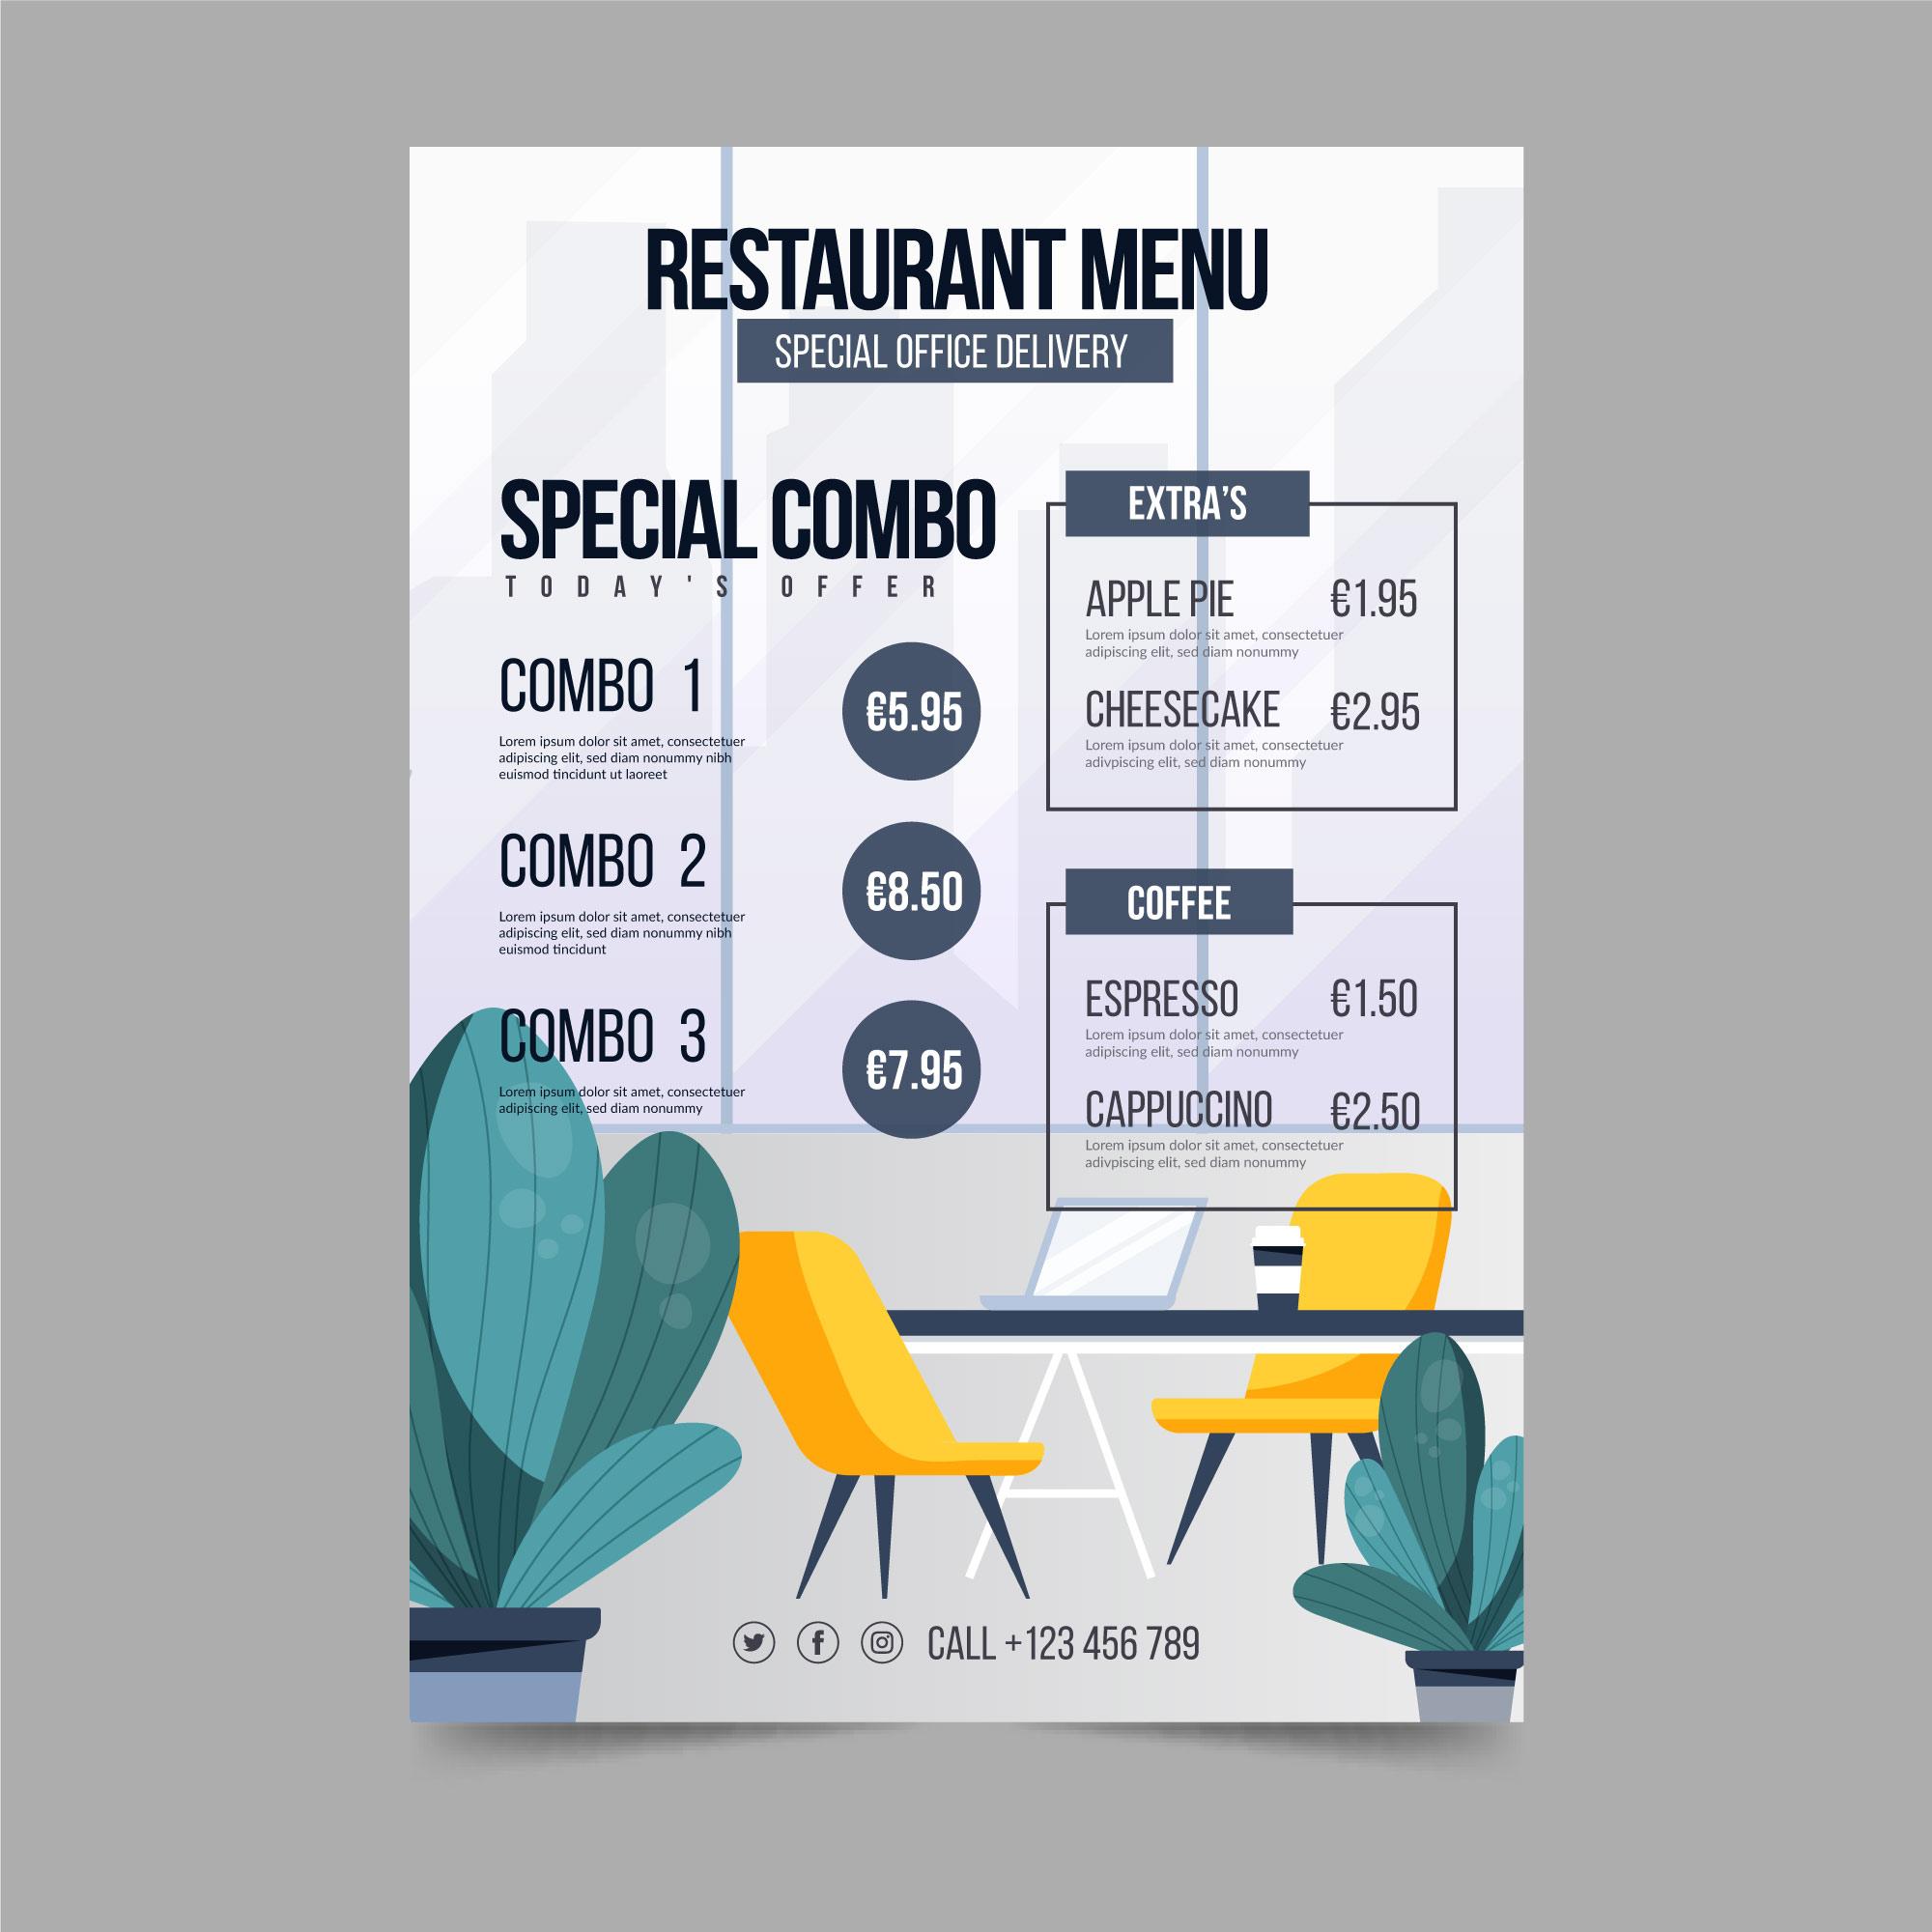 RESTAURANT MENU
SPECIAL OFFICE DELIVERY
SPECIAL COMBO
TODAY'S OFFER
COMBO 1
€5.95
Lorem ipsum dolor sit amet, consectetuer
adipiscing elit, sed diam nonummy nibh
euismod tincidunt ut laoreet
COMBO 2
€8.50
Lorem ipsum dolor sit amet, consectetuer
adipiscing elit, sed diam nonummy nibh
euismod tincidunt
COMBO 3
€7.95
Lorem ipsum dolor sit amet, consectetuer
adipiscing elit, sed diam nonummy
EXTRA’S
APPLE PIE €1.95
Lorem ipsum dolor sit amet, consectetuer
adipiscing elit, sed diam nonummy
CHEESECAKE €2.95
Lorem ipsum dolor sit amet, consectetuer
adivpiscing elit, sed diam nonummy
COFFEE
ESPRESSO €1.50
Lorem ipsum dolor sit amet, consectetuer
adipiscing elit, sed diam nonummy
CAPPUCCINO €2.50
Lorem ipsum dolor sit amet, consectetuer
adivpiscing elit, sed diam nonummy
CALL +123 456 789